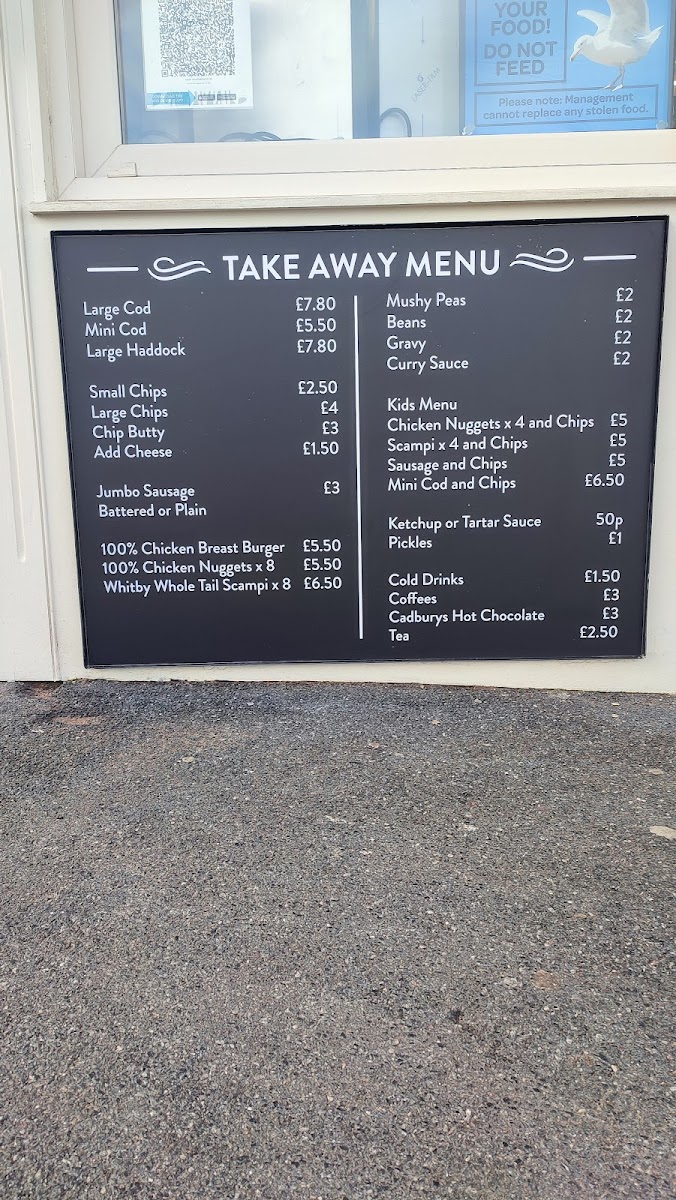 YOUR
FOOD!
DO NOT
FEED
Please note: Management
cannot replace any stolen food.
TAKE AWAY MENU
Large Cod £7.80
Mini Cod £5.50
Large Haddock £7.80
Small Chips £2.50
Large Chips £4
Chip Butty £3
Add Cheese £1.50
Jumbo Sausage £3
Battered or Plain
100% Chicken Breast Burger £5.50
100% Chicken Nuggets x 8 £5.50
Whitby Whole Tail Scampi x 8 £6.50
Mushy Peas £2
Beans £2
Gravy £2
Curry Sauce £2
Kids Menu
Chicken Nuggets x 4 and Chips £5
Scampi x 4 and Chips £5
Sausage and Chips £5
Mini Cod and Chips £6.50
Ketchup or Tartar Sauce 50p
Pickles £1
Cold Drinks £1.50
Coffees £3
Cadburys Hot Chocolate £3
Tea £2.50